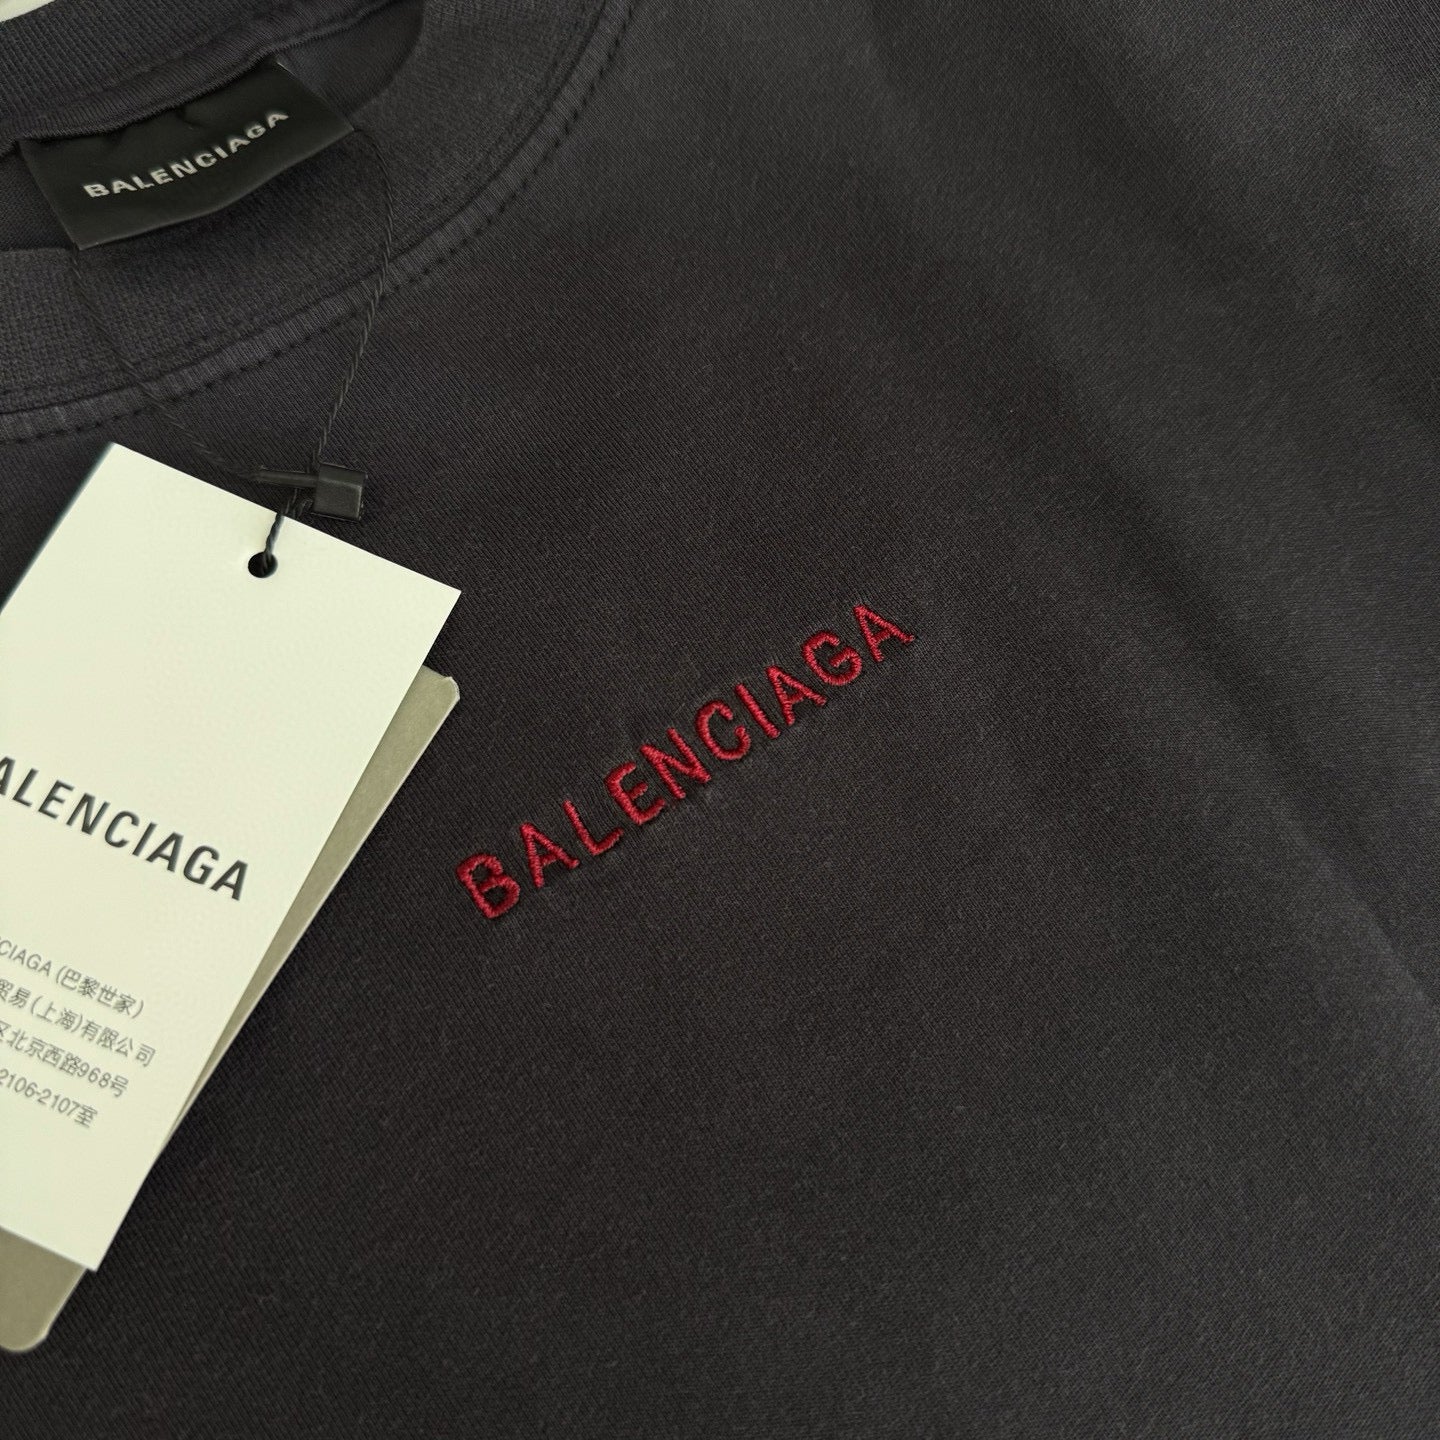 BALENCIAGA
BALENCIAGA
ALENCIAGA
CIAGA (巴黎世家)
贸易(上海)有限公司
区北京西路968号
2106-2107室